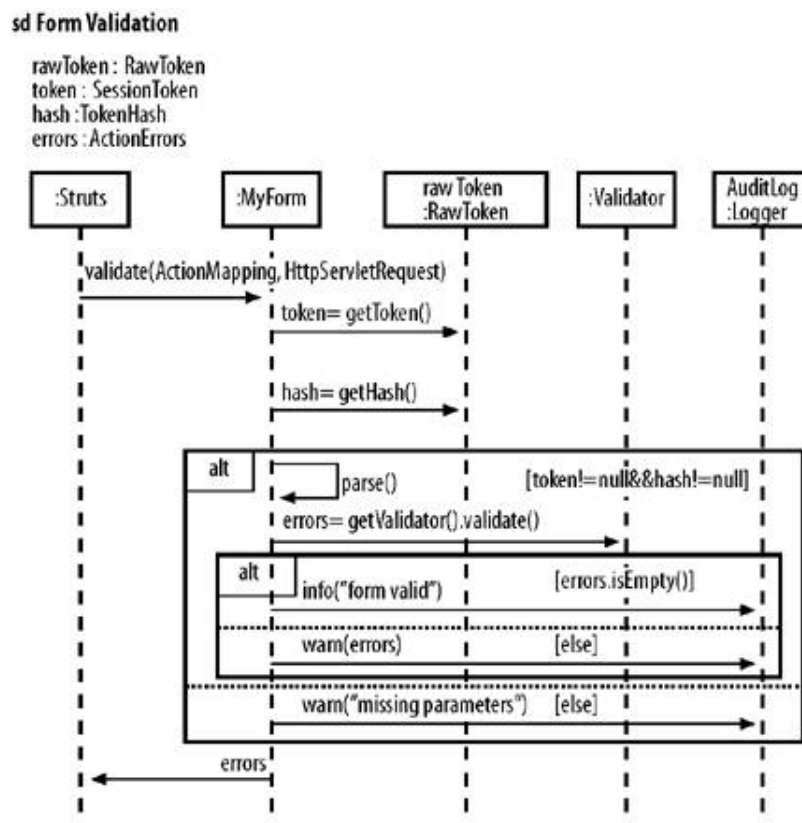 sd Form Validation
rawToken : RawToken
token : SessionToken
hash :TokenHash
errors : ActionErrors
:Struts
:MyForm
raw Token
:RawToken
:Validator
AuditLog
:Logger
validate(ActionMapping, HttpServletRequest)
token= getToken()
hash= getHash()
alt
parse()
[token!=null&&hash!=null]
errors= getValidator().validate()
alt
info("form valid")
[errors.isEmpty()]
warn(errors)
[else]
warn("missing parameters")
[else]
errors